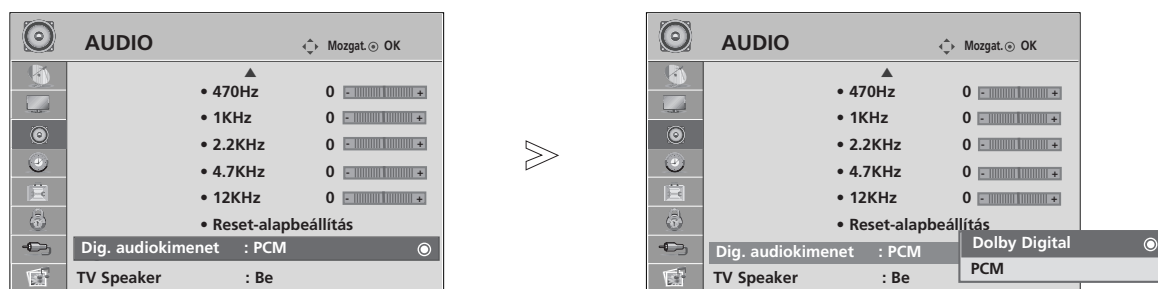 AUDIO Mozgat. OK
• 470Hz 0 - +
• 1KHz 0 - +
• 2.2KHz 0 - +
• 4.7KHz 0 - +
• 12KHz 0 - +
• Reset-alapbeállítás
Dig. audiokimenet : PCM
TV Speaker : Be
AUDIO Mozgat. OK
• 470Hz 0 - +
• 1KHz 0 - +
• 2.2KHz 0 - +
• 4.7KHz 0 - +
• 12KHz 0 - +
• Reset-alapbeállítás
Dig. audiokimenet : PCM
Dolby Digital
PCM
TV Speaker : Be